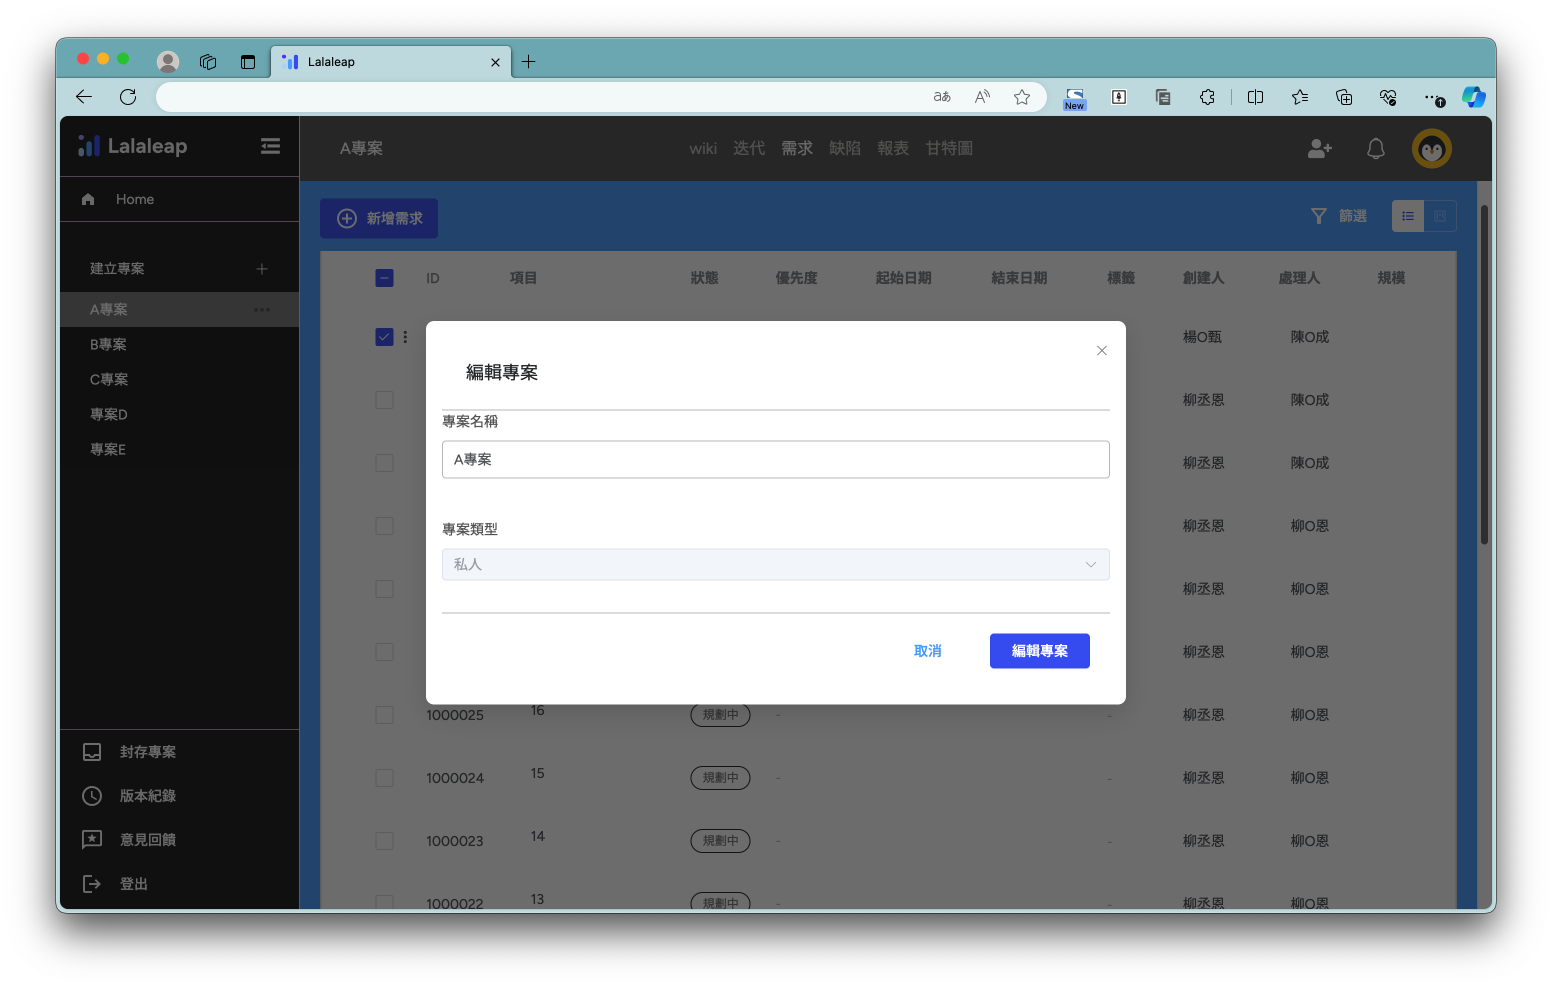 Lalaleap
aあ
A
New
Lalaleap
A專案
wiki 迭代 需求 缺陷 報表 甘特圖
Home
新增需求
篩選
建立專案
A專案
B專案
C專案
專案D
專案E
封存專案
版本紀錄
意見回饋
登出
ID 項目 狀態 優先度 起始日期 結束日期 標籤 創建人 處理人 規模
楊O甄 陳O成
柳丞恩 陳O成
柳丞恩 陳O成
柳丞恩 柳O恩
柳丞恩 柳O恩
柳丞恩 柳O恩
1000025 16 規劃中 - - 柳丞恩 柳O恩
1000024 15 規劃中 - - 柳丞恩 柳O恩
1000023 14 規劃中 - - 柳丞恩 柳O恩
1000022 13 規劃中 - - 柳丞恩 柳O恩
編輯專案
專案名稱
A專案
專案類型
私人
取消 編輯專案